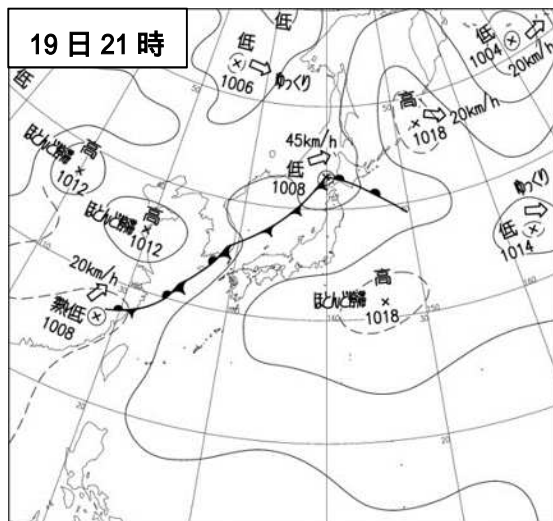 19日21時
低
1004
20km/h
低
1006
ゆっくり
低
高
1018
20km/h
45km/h
低
1008
高
ほとんど停滞
1012
高
ほとんど停滞
1012
ゆっくり
低
1014
20km/h
熱低
1008
高
ほとんど停滞
1018